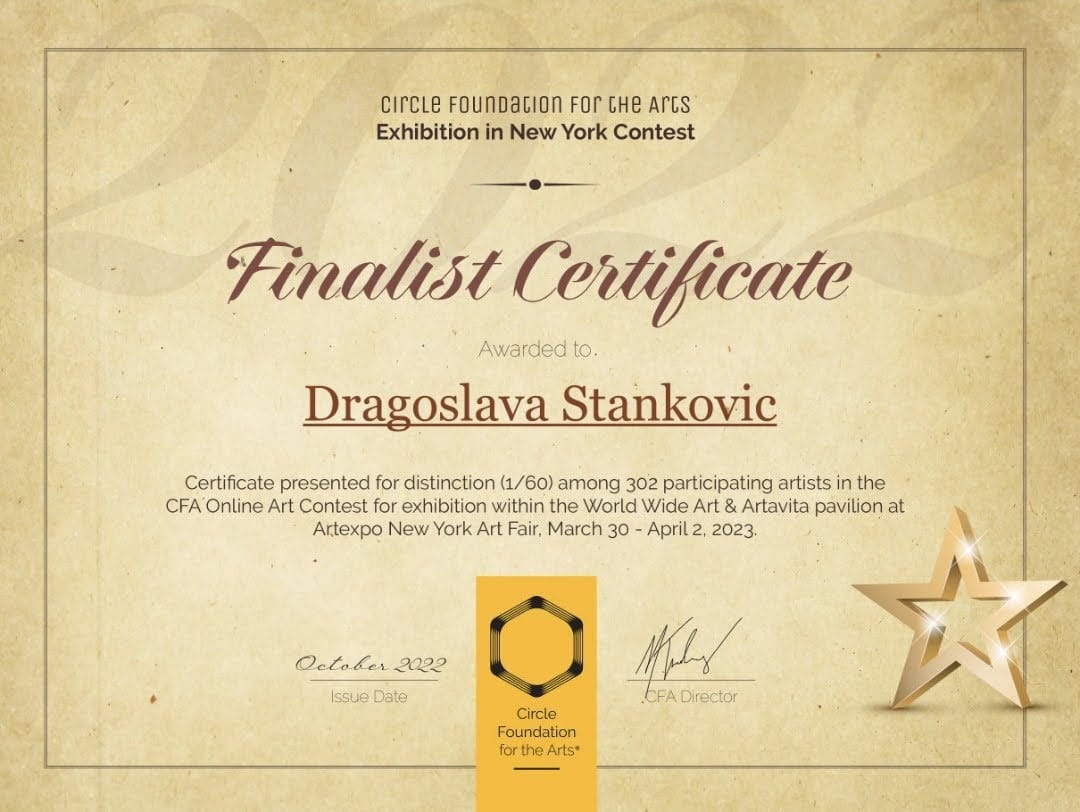 2022
CIRCLE FOUNDATION FOR THE ARTS
Exhibition in New York Contest
Finalist Certificate
Awarded to
Dragoslava Stankovic
Certificate presented for distinction (1/60) among 302 participating artists in the
CFA Online Art Contest for exhibition within the World Wide Art & Artavita pavilion at
Artexpo New York Art Fair, March 30 - April 2, 2023.
October 2022
Issue Date
CFA Director
Circle
Foundation
for the Arts®